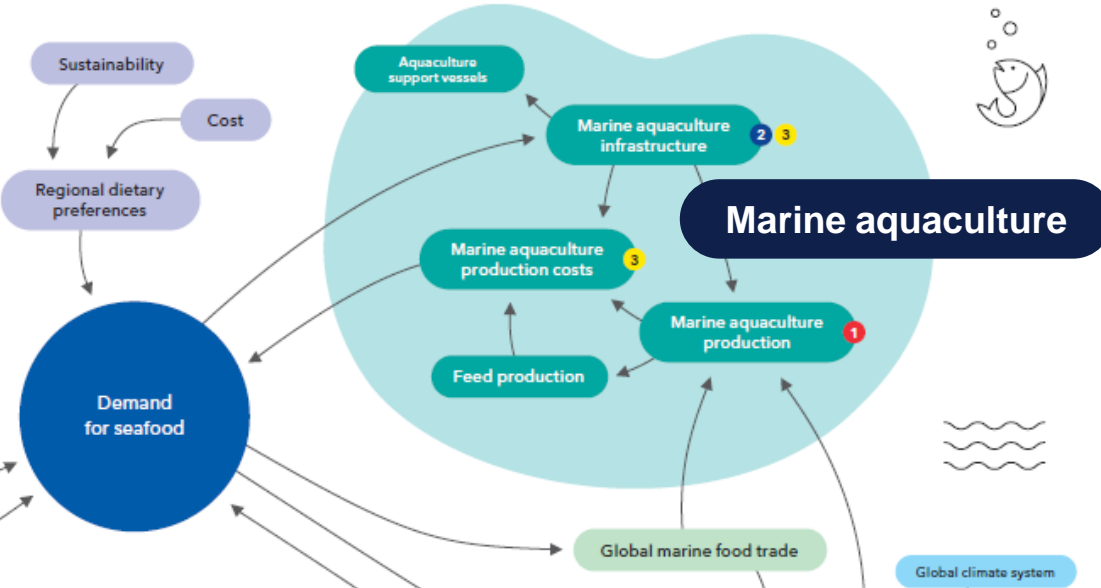 Sustainability
Cost
Regional dietary
preferences
Demand
for seafood
Aquaculture
support vessels
Marine aquaculture
infrastructure
2
3
Marine aquaculture
Marine aquaculture
production costs
3
Marine aquaculture
production
1
Feed production
Global marine food trade
Global climate system